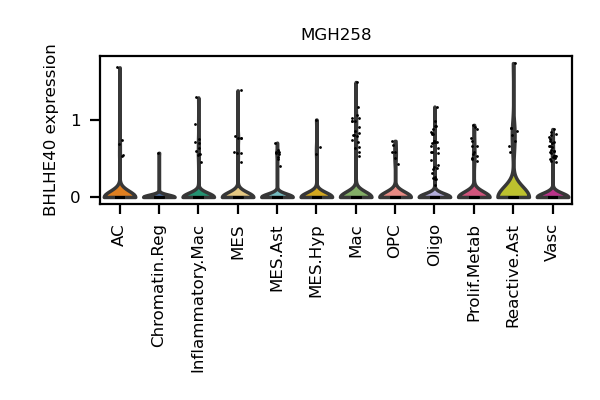 MGH258
BHLHE40 expression
1
0
AC
Chromatin.Reg
Inflammatory.Mac
MES
MES.Ast
MES.Hyp
Mac
OPC
Oligo
Prolif.Metab
Reactive.Ast
Vasc